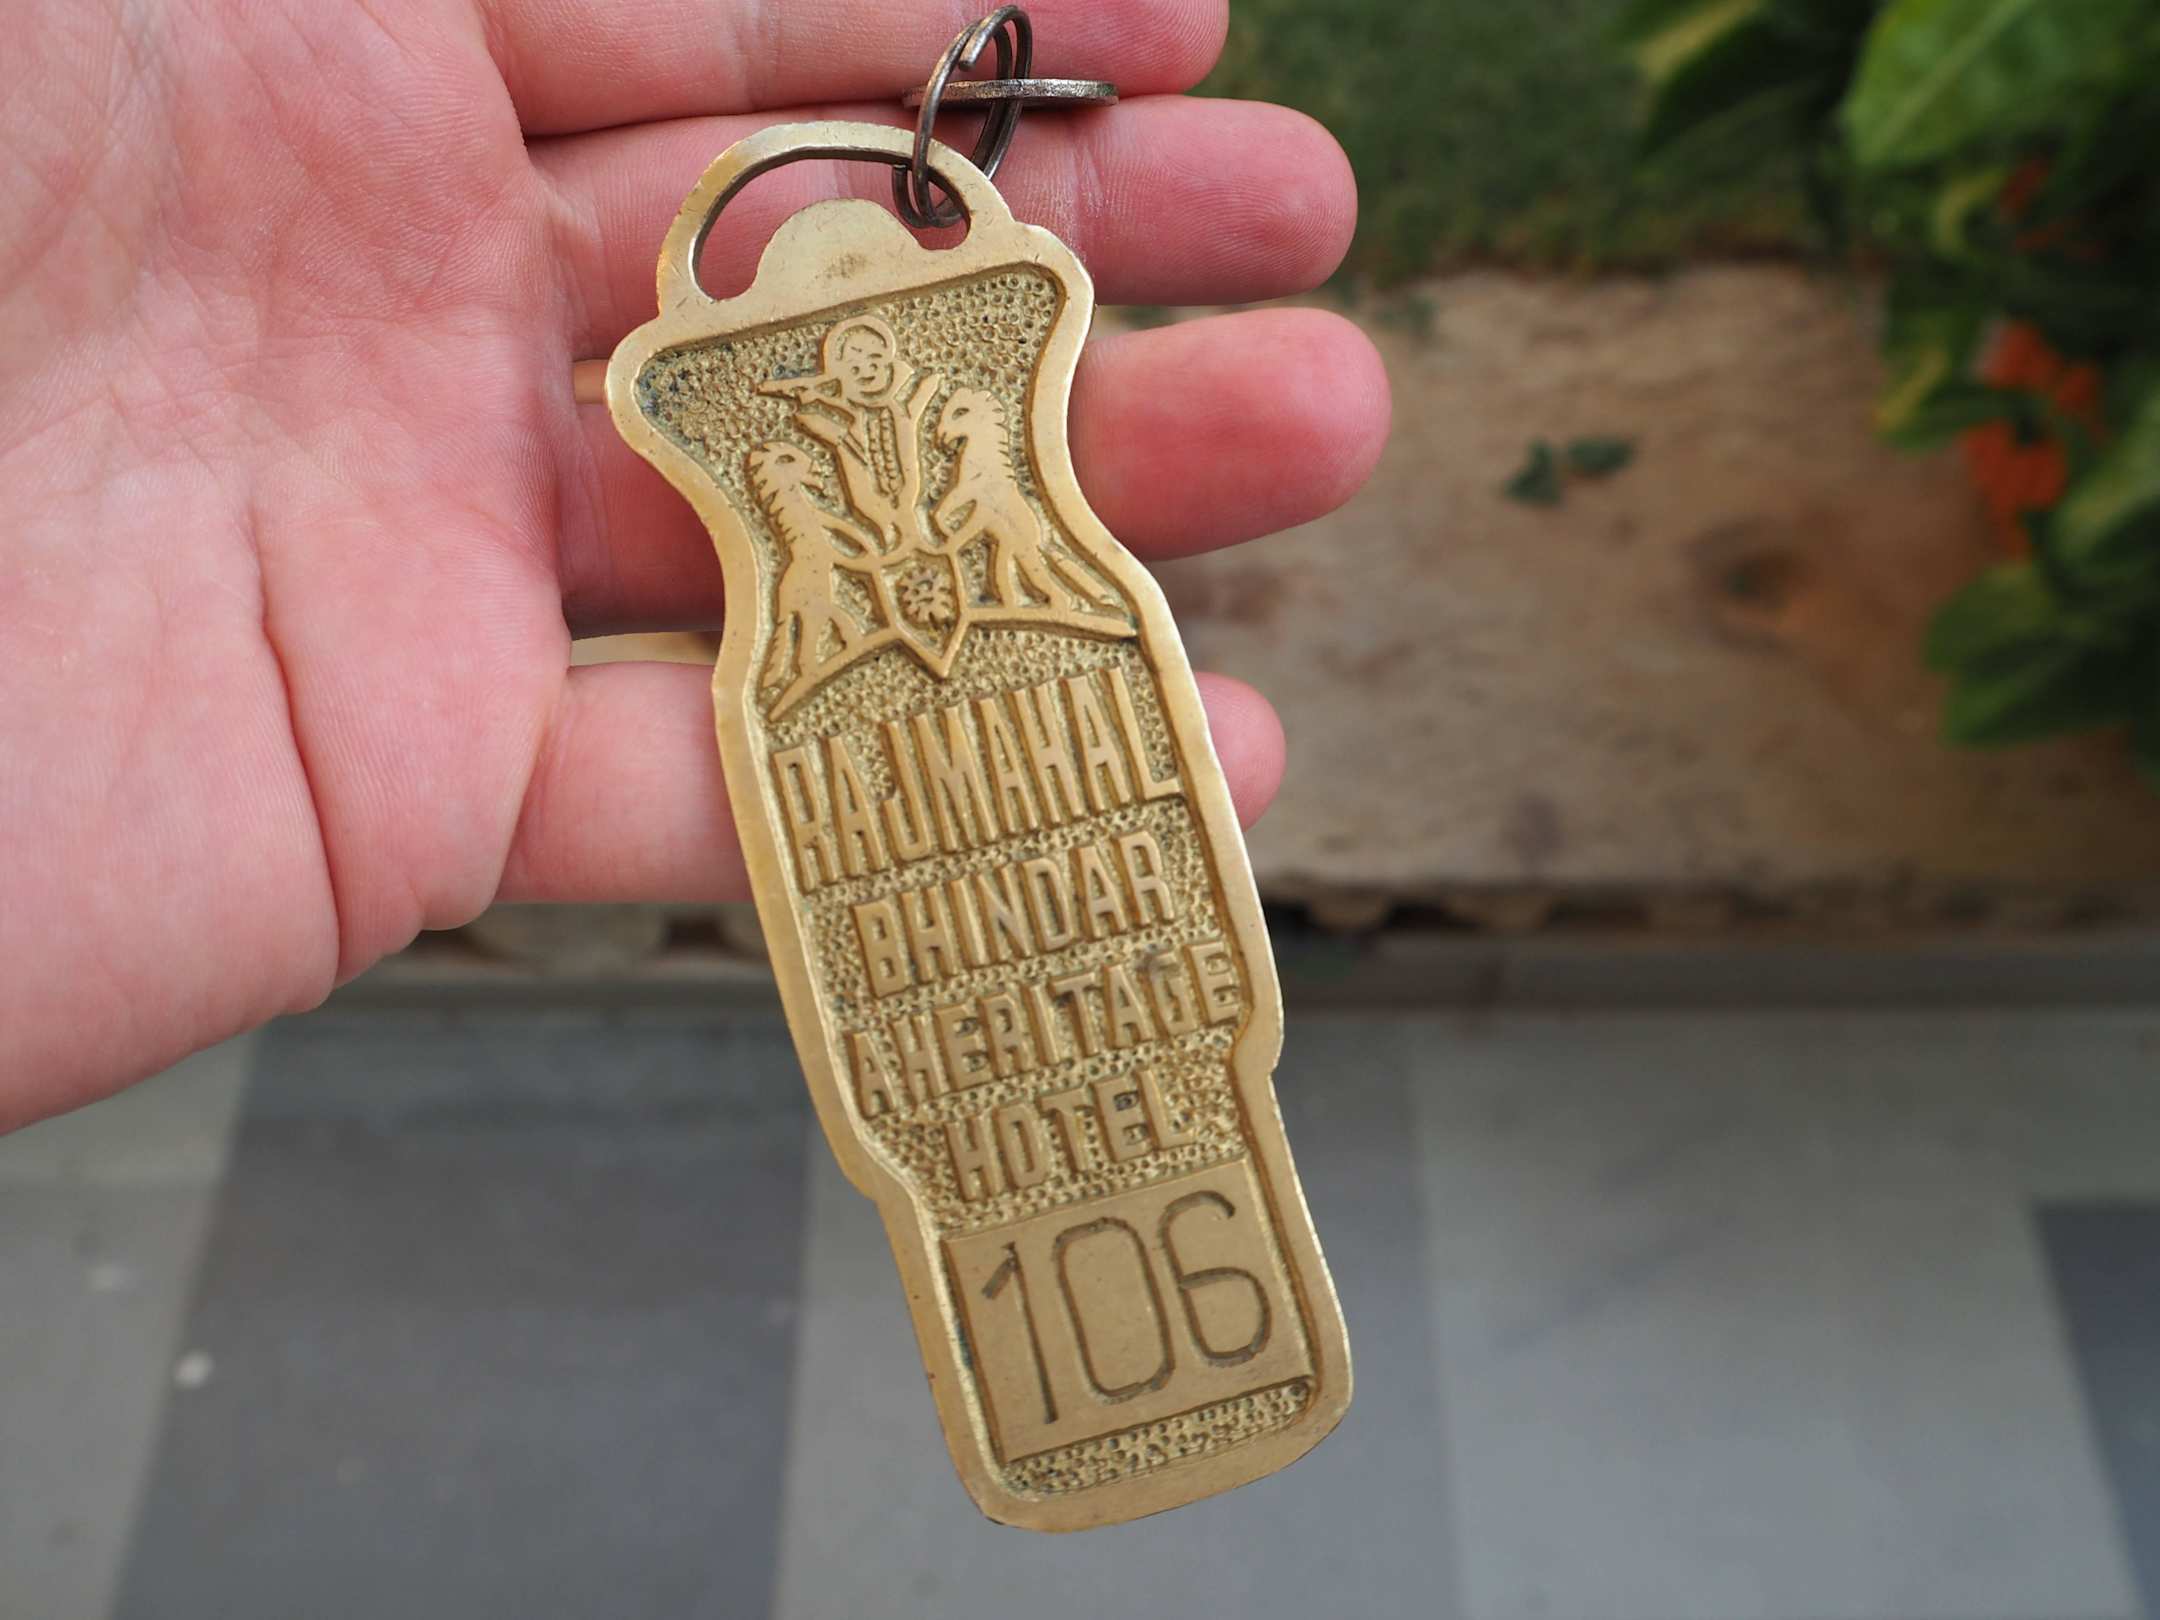 RAJMAHAL
BHINDAR
A HERITAGE
HOTEL
106